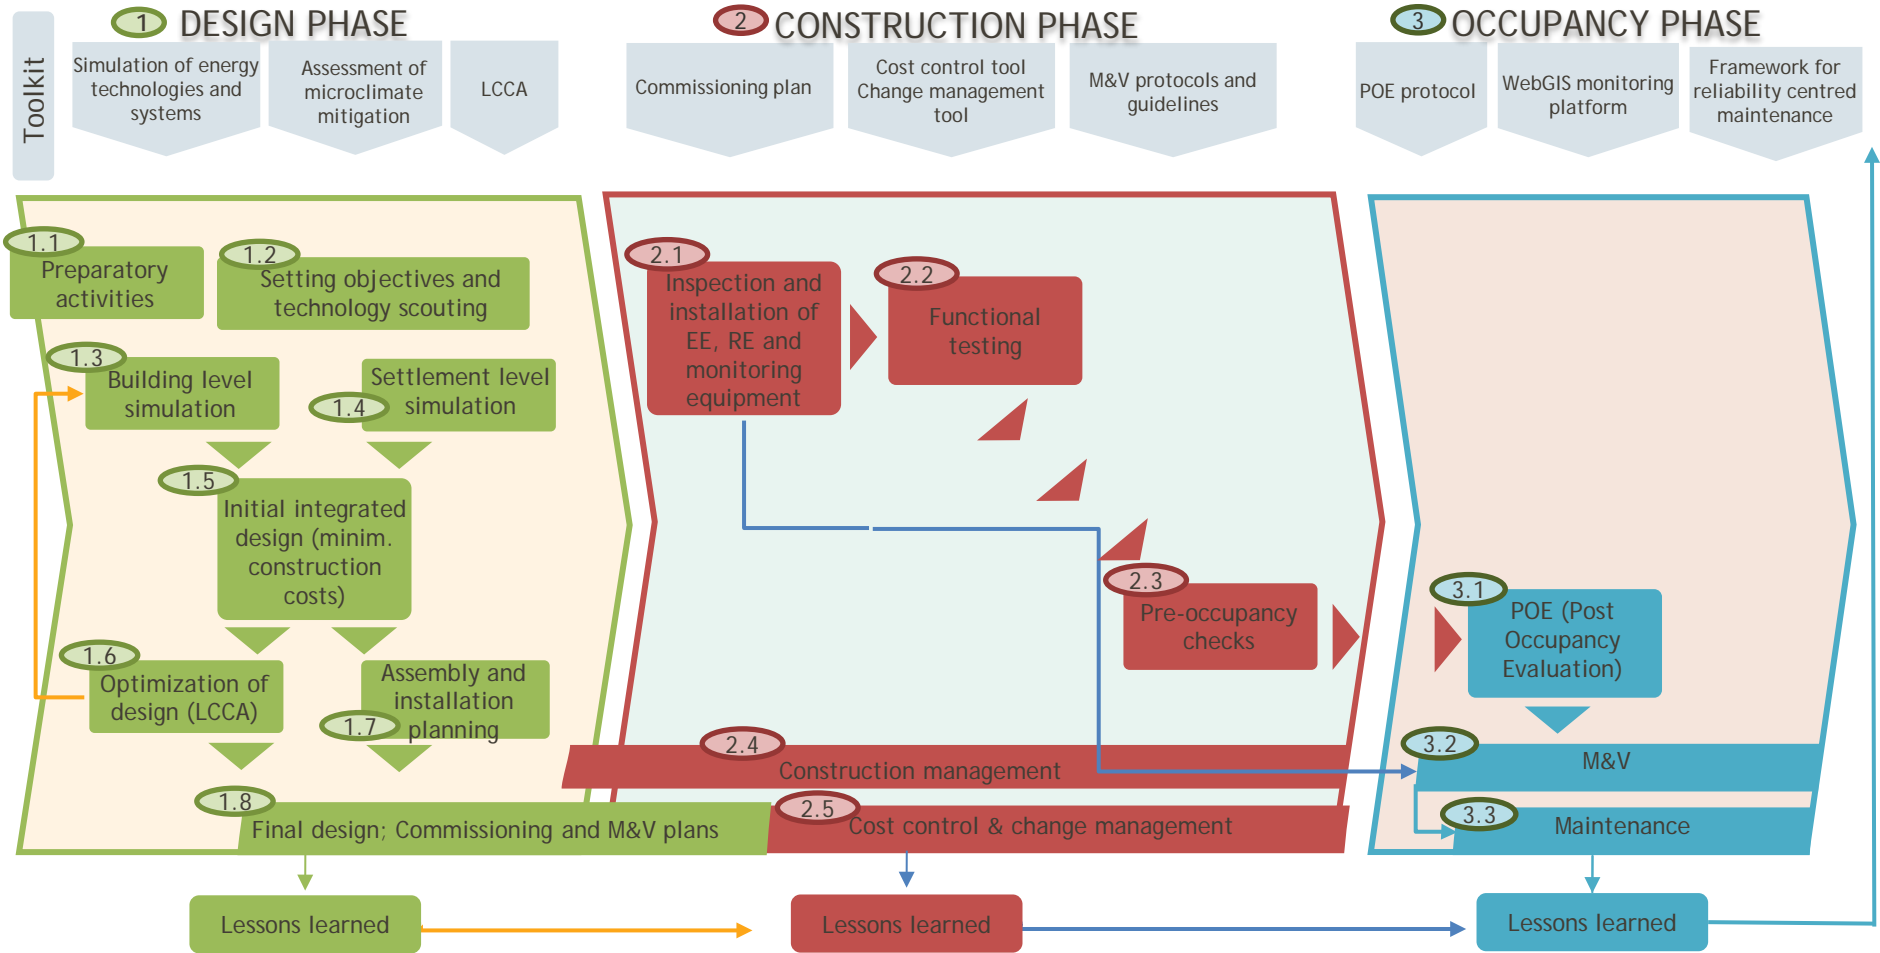 Toolkit
1 DESIGN PHASE
Simulation of energy
technologies and
systems
Assessment of
microclimate
mitigation
LCCA
2 CONSTRUCTION PHASE
Commissioning plan
Cost control tool
Change management
tool
M&V protocols and
guidelines
3 OCCUPANCY PHASE
POE protocol
WebGIS monitoring
platform
Framework for
reliability centred
maintenance
1.1
Preparatory
activities
1.2
Setting objectives and
technology scouting
1.3
Building level
simulation
1.4
Settlement level
simulation
1.5
Initial integrated
design (minim.
construction
costs)
1.6
Optimization of
design (LCCA)
1.7
Assembly and
installation
planning
1.8
Final design; Commissioning and M&V plans
Lessons learned
2.1
Inspection and
installation of
EE, RE and
monitoring
equipment
2.2
Functional
testing
2.3
Pre-occupancy
checks
2.4
Construction management
2.5
Cost control & change management
Lessons learned
3.1
POE (Post
Occupancy
Evaluation)
3.2
M&V
3.3
Maintenance
Lessons learned